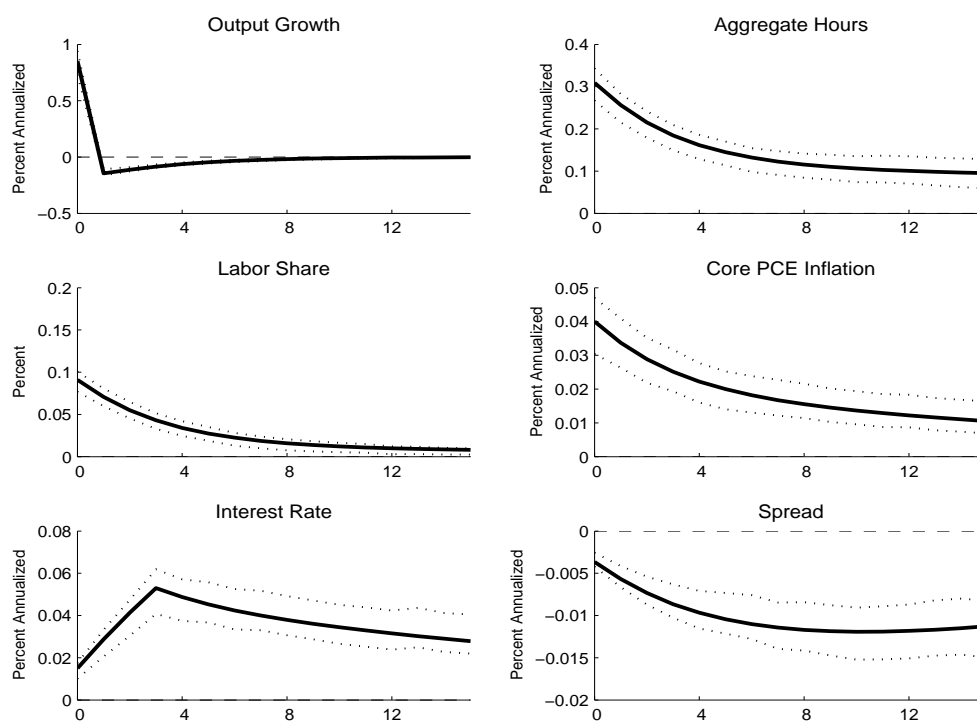 Output Growth
Percent Annualized
1
0.5
0
−0.5
0 4 8 12
Aggregate Hours
Percent Annualized
0.4
0.3
0.2
0.1
0
0 4 8 12
Labor Share
Percent
0.2
0.15
0.1
0.05
0
0 4 8 12
Core PCE Inflation
Percent Annualized
0.05
0.04
0.03
0.02
0.01
0
0 4 8 12
Interest Rate
Percent Annualized
0.08
0.06
0.04
0.02
0
0 4 8 12
Spread
Percent Annualized
0
−0.005
−0.01
−0.015
−0.02
0 4 8 12